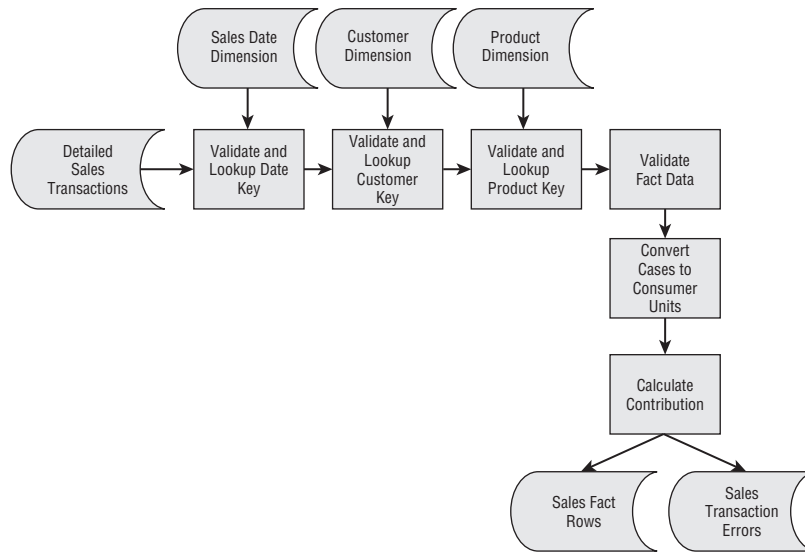 Sales Date
Dimension
Customer
Dimension
Product
Dimension
Detailed
Sales
Transactions
Validate and
Lookup Date
Key
Validate and
Lookup
Customer
Key
Validate and
Lookup
Product Key
Validate
Fact Data
Convert
Cases to
Consumer
Units
Calculate
Contribution
Sales Fact
Rows
Sales
Transaction
Errors